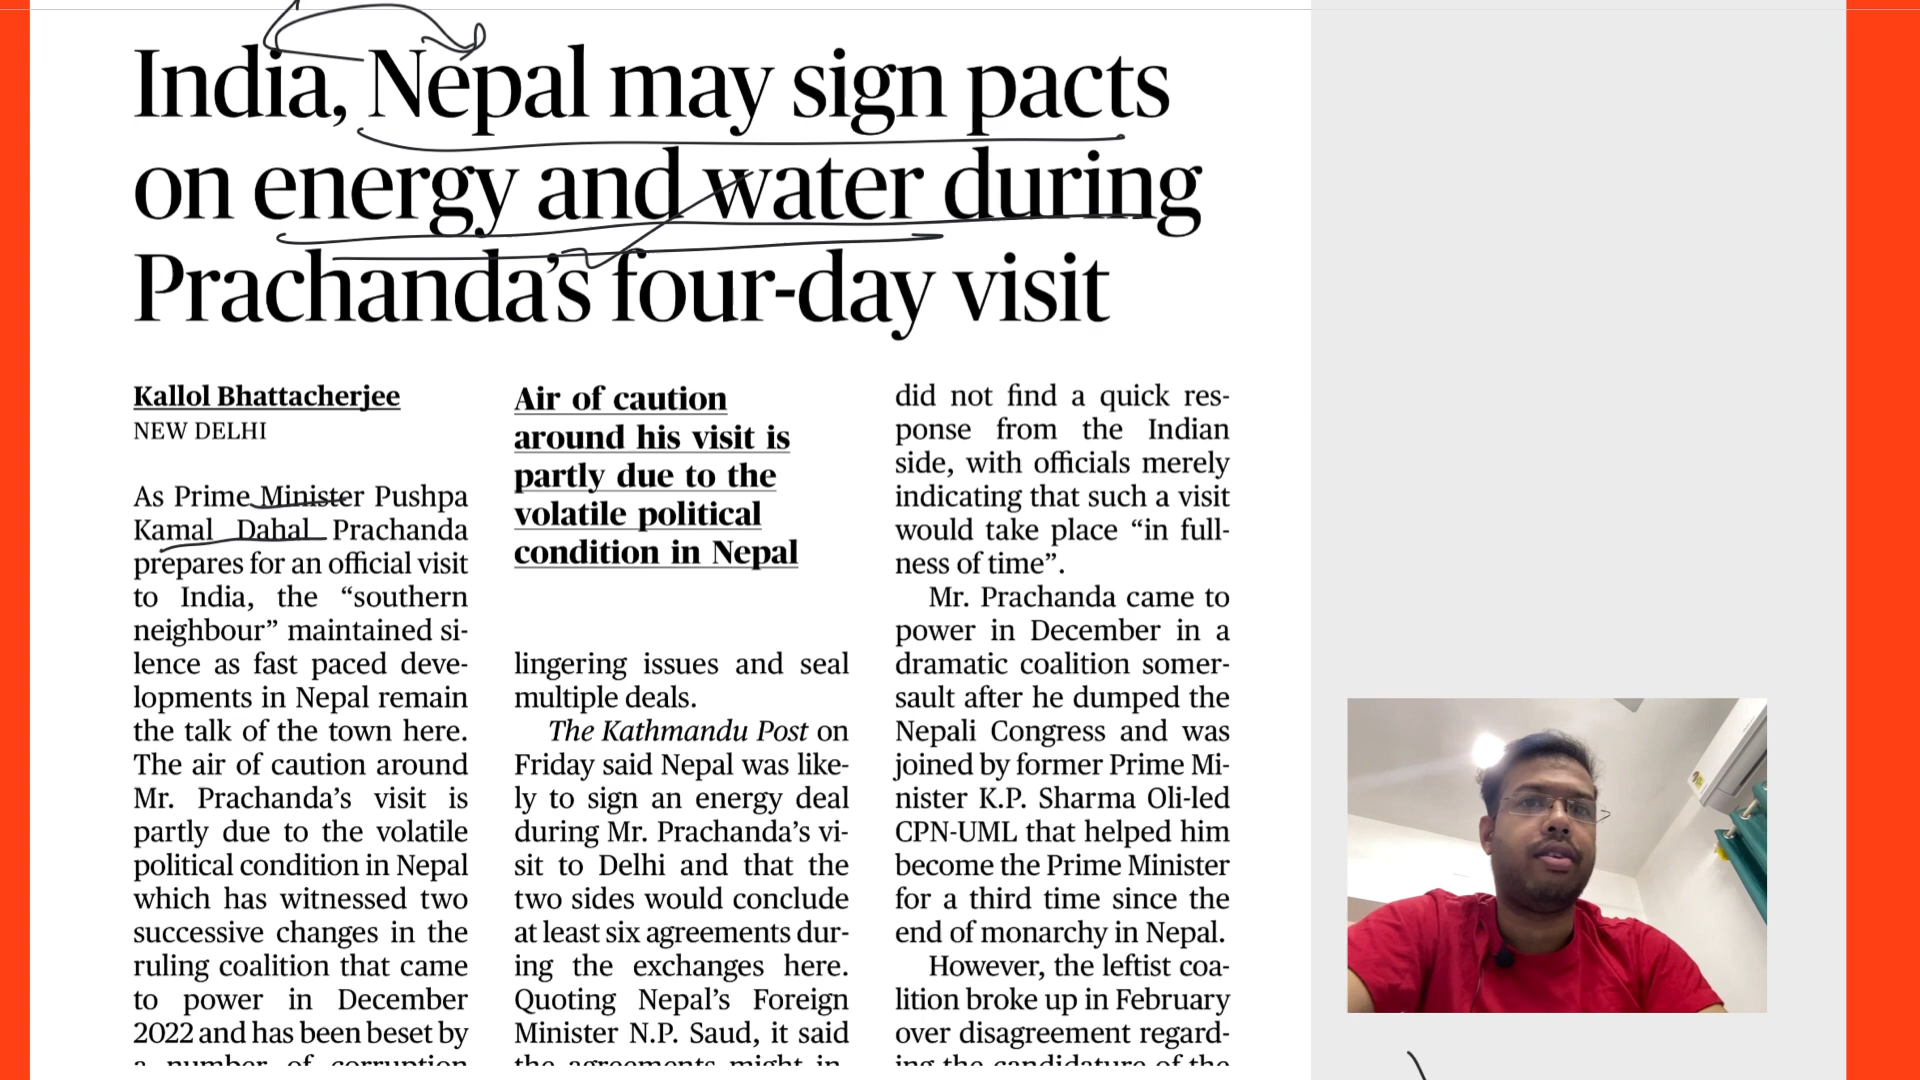 India, Nepal may sign pacts
on energy and water during
Prachanda’s four-day visit
Kallol Bhattacherjee
NEW DELHI
As Prime Minister Pushpa
Kamal Dahal Prachanda
prepares for an official visit
to India, the “southern
neighbour” maintained si-
lence as fast paced deve-
lopments in Nepal remain
the talk of the town here.
The air of caution around
Mr. Prachanda’s visit is
partly due to the volatile
political condition in Nepal
which has witnessed two
successive changes in the
ruling coalition that came
to power in December
2022 and has been beset by
a number of corruption
Air of caution
around his visit is
partly due to the
volatile political
condition in Nepal
lingering issues and seal
multiple deals.
The Kathmandu Post on
Friday said Nepal was like-
ly to sign an energy deal
during Mr. Prachanda’s vi-
sit to Delhi and that the
two sides would conclude
at least six agreements dur-
ing the exchanges here.
Quoting Nepal’s Foreign
Minister N.P. Saud, it said
the agreements might in-
did not find a quick res-
ponse from the Indian
side, with officials merely
indicating that such a visit
would take place “in full-
ness of time”.
Mr. Prachanda came to
power in December in a
dramatic coalition somer-
sault after he dumped the
Nepali Congress and was
joined by former Prime Mi-
nister K.P. Sharma Oli-led
CPN-UML that helped him
become the Prime Minister
for a third time since the
end of monarchy in Nepal.
However, the leftist coa-
lition broke up in February
over disagreement regard-
ing the candidature of the